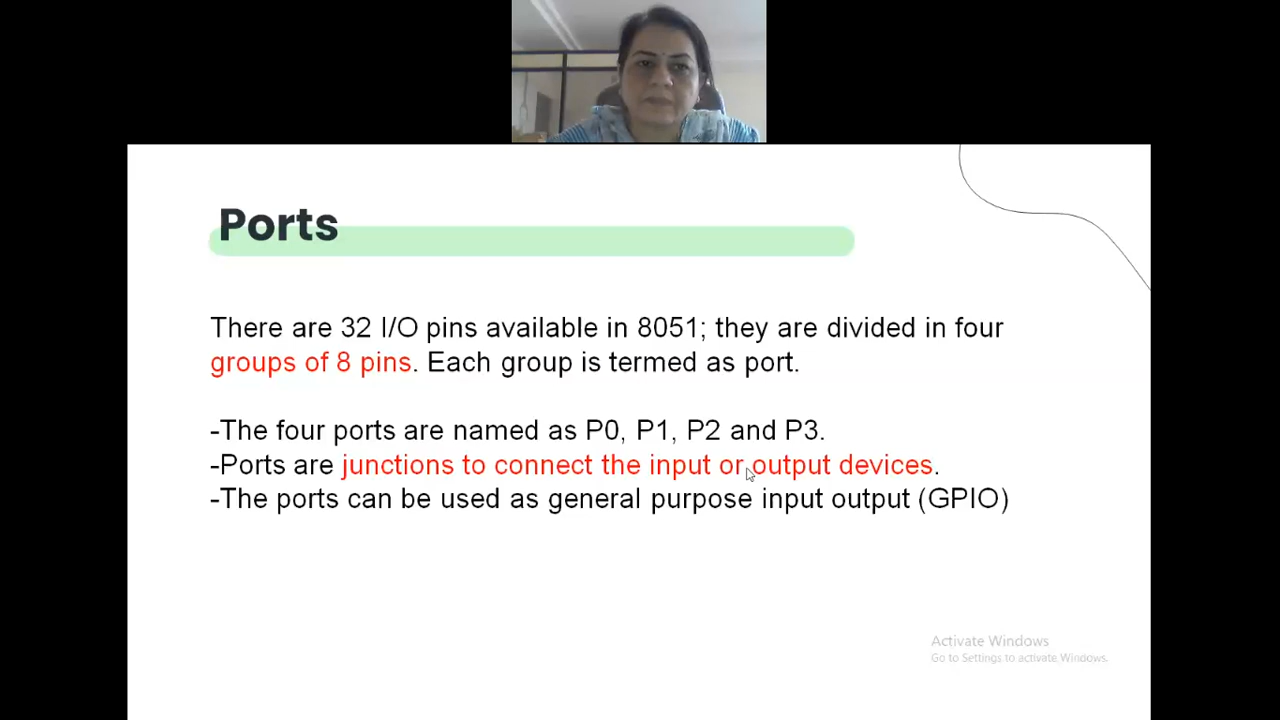 Ports
There are 32 I/O pins available in 8051; they are divided in four
groups of 8 pins. Each group is termed as port.
-The four ports are named as P0, P1, P2 and P3.
-Ports are junctions to connect the input or output devices.
-The ports can be used as general purpose input output (GPIO)
Activate Windows
Go to Settings to activate Windows.